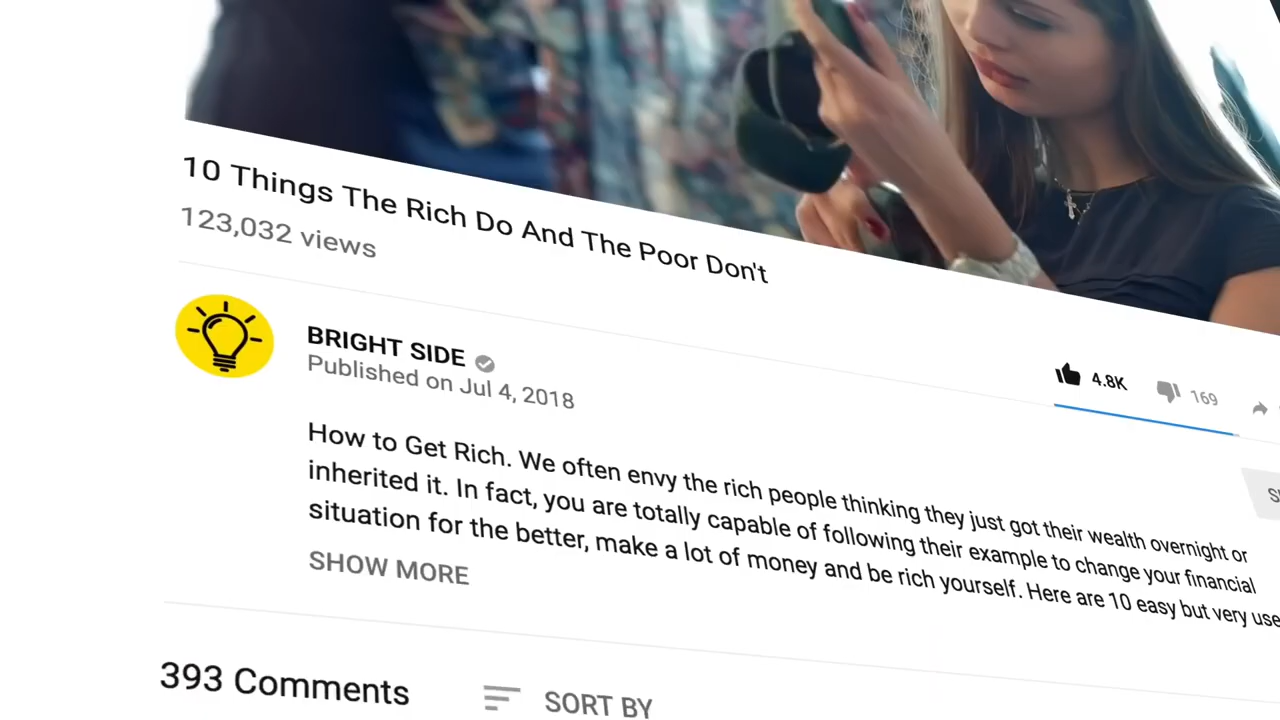 10 Things The Rich Do And The Poor Don't
123,032 views
BRIGHT SIDE
Published on Jul 4, 2018
4.8K
169
How to Get Rich. We often envy the rich people thinking they just got their wealth overnight or
inherited it. In fact, you are totally capable of following their example to change your financial
situation for the better, make a lot of money and be rich yourself. Here are 10 easy but very
SHOW MORE
393 Comments
SORT BY